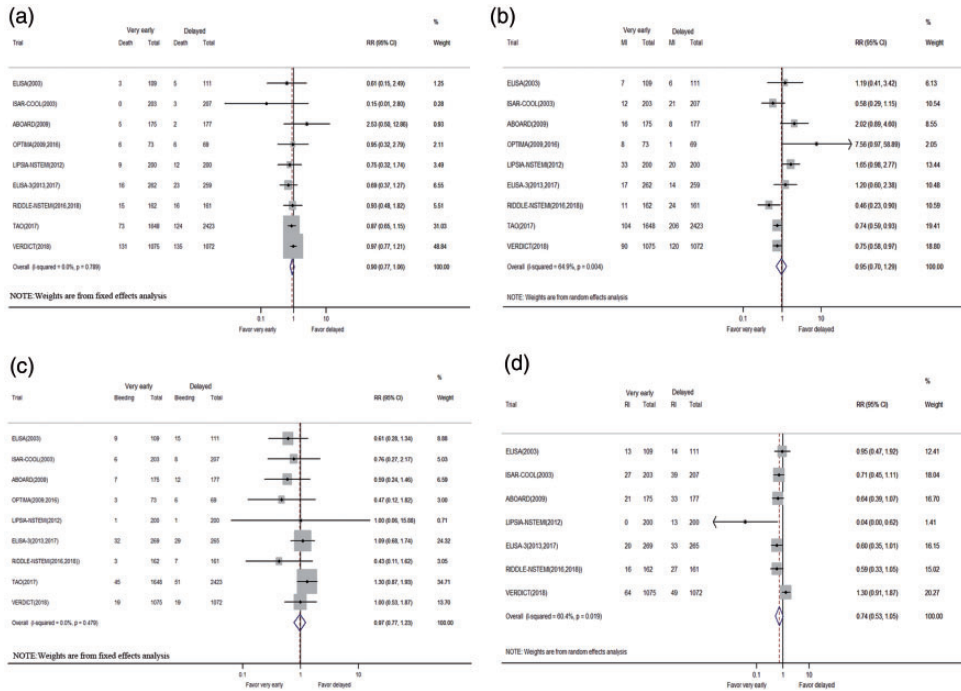 (a)
%
Very early Delayed
Trial Death Total Death Total RR (95% CI) Weight
ELISA(2003) 3 109 5 111 0.61 (0.15, 2.49) 1.25
ISAR-COOL(2003) 0 203 3 207 0.15 (0.01, 2.80)
ABOARD(2009) 5 175 2 177 2.53 (0.50, 12.86)
OPTIMA(2009,2016) 6 73 6 69 0.95 (0.32, 2.79) 2.11
LIPSIA-NSTEMI(2012) 9 200 12 200 0.75 (0.32, 1.74) 3.49
ELISA-3(2013,2017) 16 262 23 259 0.69 (0.37, 1.27) 6.55
RIDDLE-NSTEMI(2016,2018) 15 162 16 161 0.93 (0.48, 1.82) 5.51
TAO(2017) 73 1648 124 2423 0.87 (0.65, 1.15) 31.03
VERDICT(2018) 131 1075 135 1072 0.97 (0.77, 1.21) 48.84
Overall (I-squared = 0.0%, p = 0.789) 0.90 (0.77, 1.06) 100.00
NOTE: Weights are from fixed effects analysis
0.1 1 10
Favor very early Favor delayed
(b)
%
Very early Delayed
Trial MI Total MI Total RR (95% CI) Weight
ELISA(2003) 7 109 6 111 1.19 (0.41, 3.42) 6.13
ISAR-COOL(2003) 12 203 21 207 0.58 (0.29, 1.15) 10.54
ABOARD(2009) 16 175 8 177 2.02 (0.89, 4.60) 8.55
OPTIMA(2009,2016) 8 73 1 69 7.56 (0.97, 58.89) 2.05
LIPSIA-NSTEMI(2012) 33 200 20 200 1.65 (0.98, 2.77) 13.44
ELISA-3(2013,2017) 17 262 14 259 1.20 (0.60, 2.38) 10.48
RIDDLE-NSTEMI(2016,2018) 11 162 24 161 0.46 (0.23, 0.90) 10.59
TAO(2017) 104 1648 206 2423 0.74 (0.59, 0.93) 19.41
VERDICT(2018) 90 1075 120 1072 0.75 (0.58, 0.97) 18.80
Overall (I-squared = 64.9%, p = 0.004) 0.95 (0.70, 1.29) 100.00
NOTE: Weights are from random effects analysis
0.1 1 10
Favor very early Favor delayed
(c)
%
Very early Delayed
Trial Bleeding Total Bleeding Total RR (95% CI) Weight
ELISA(2003) 9 109 15 111 0.61 (0.28, 1.34)
ISAR-COOL(2003) 6 203 8 207 0.76 (0.27, 2.17) 5.03
ABOARD(2009) 7 175 12 177 0.59 (0.24, 1.46) 6.59
OPTIMA(2009,2016) 3 73 6 69 0.47 (0.12, 1.82) 3.00
LIPSIA-NSTEMI(2012) 1 200 1 200 1.00 (0.06, 15.88) 0.71
ELISA-3(2013,2017) 32 269 29 265 1.09 (0.68, 1.74) 24.32
RIDDLE-NSTEMI(2016,2018)) 3 162 7 161 0.43 (0.11, 1.62) 3.05
TAO(2017) 45 1648 51 2423 1.30 (0.87, 1.93) 34.71
VERDICT(2018) 19 1075 19 1072 1.00 (0.53, 1.87) 13.70
Overall (I-squared = 0.0%, p = 0.479) 0.97 (0.77, 1.23) 100.00
NOTE: Weights are from fixed effects analysis
0.1 1 10
Favor very early Favor delayed
(d)
%
Very early Delayed
Trial RI Total RI Total RR (95% CI) Weight
ELISA(2003) 13 109 14 111 0.95 (0.47, 1.92) 12.41
ISAR-COOL(2003) 27 203 39 207 0.71 (0.45, 1.11) 18.04
ABOARD(2009) 21 175 33 177 0.64 (0.39, 1.07) 16.70
LIPSIA-NSTEMI(2012) 0 200 13 200 0.04 (0.00, 0.62) 1.41
ELISA-3(2013,2017) 20 269 33 265 0.60 (0.35, 1.01) 16.15
RIDDLE-NSTEMI(2016,2018)) 16 162 27 161 0.59 (0.33, 1.05) 15.02
VERDICT(2018) 64 1075 49 1072 1.30 (0.91, 1.87) 20.27
Overall (I-squared = 60.4%, p = 0.019) 0.74 (0.53, 1.05) 100.00
NOTE: Weights are from random effects analysis
0.1 1 10
Favor very early Favor delayed